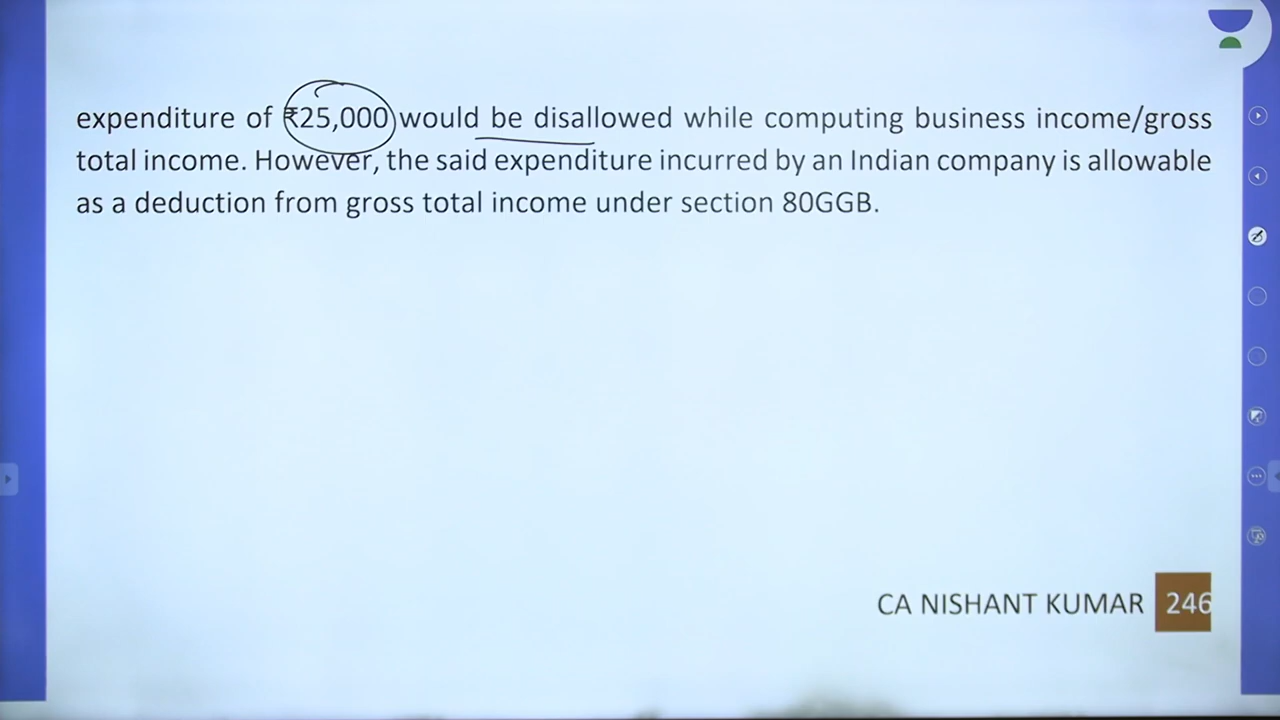 expenditure of ₹25,000 would be disallowed while computing business income/gross
total income. However, the said expenditure incurred by an Indian company is allowable
as a deduction from gross total income under section 80GGB.
CA NISHANT KUMAR 246